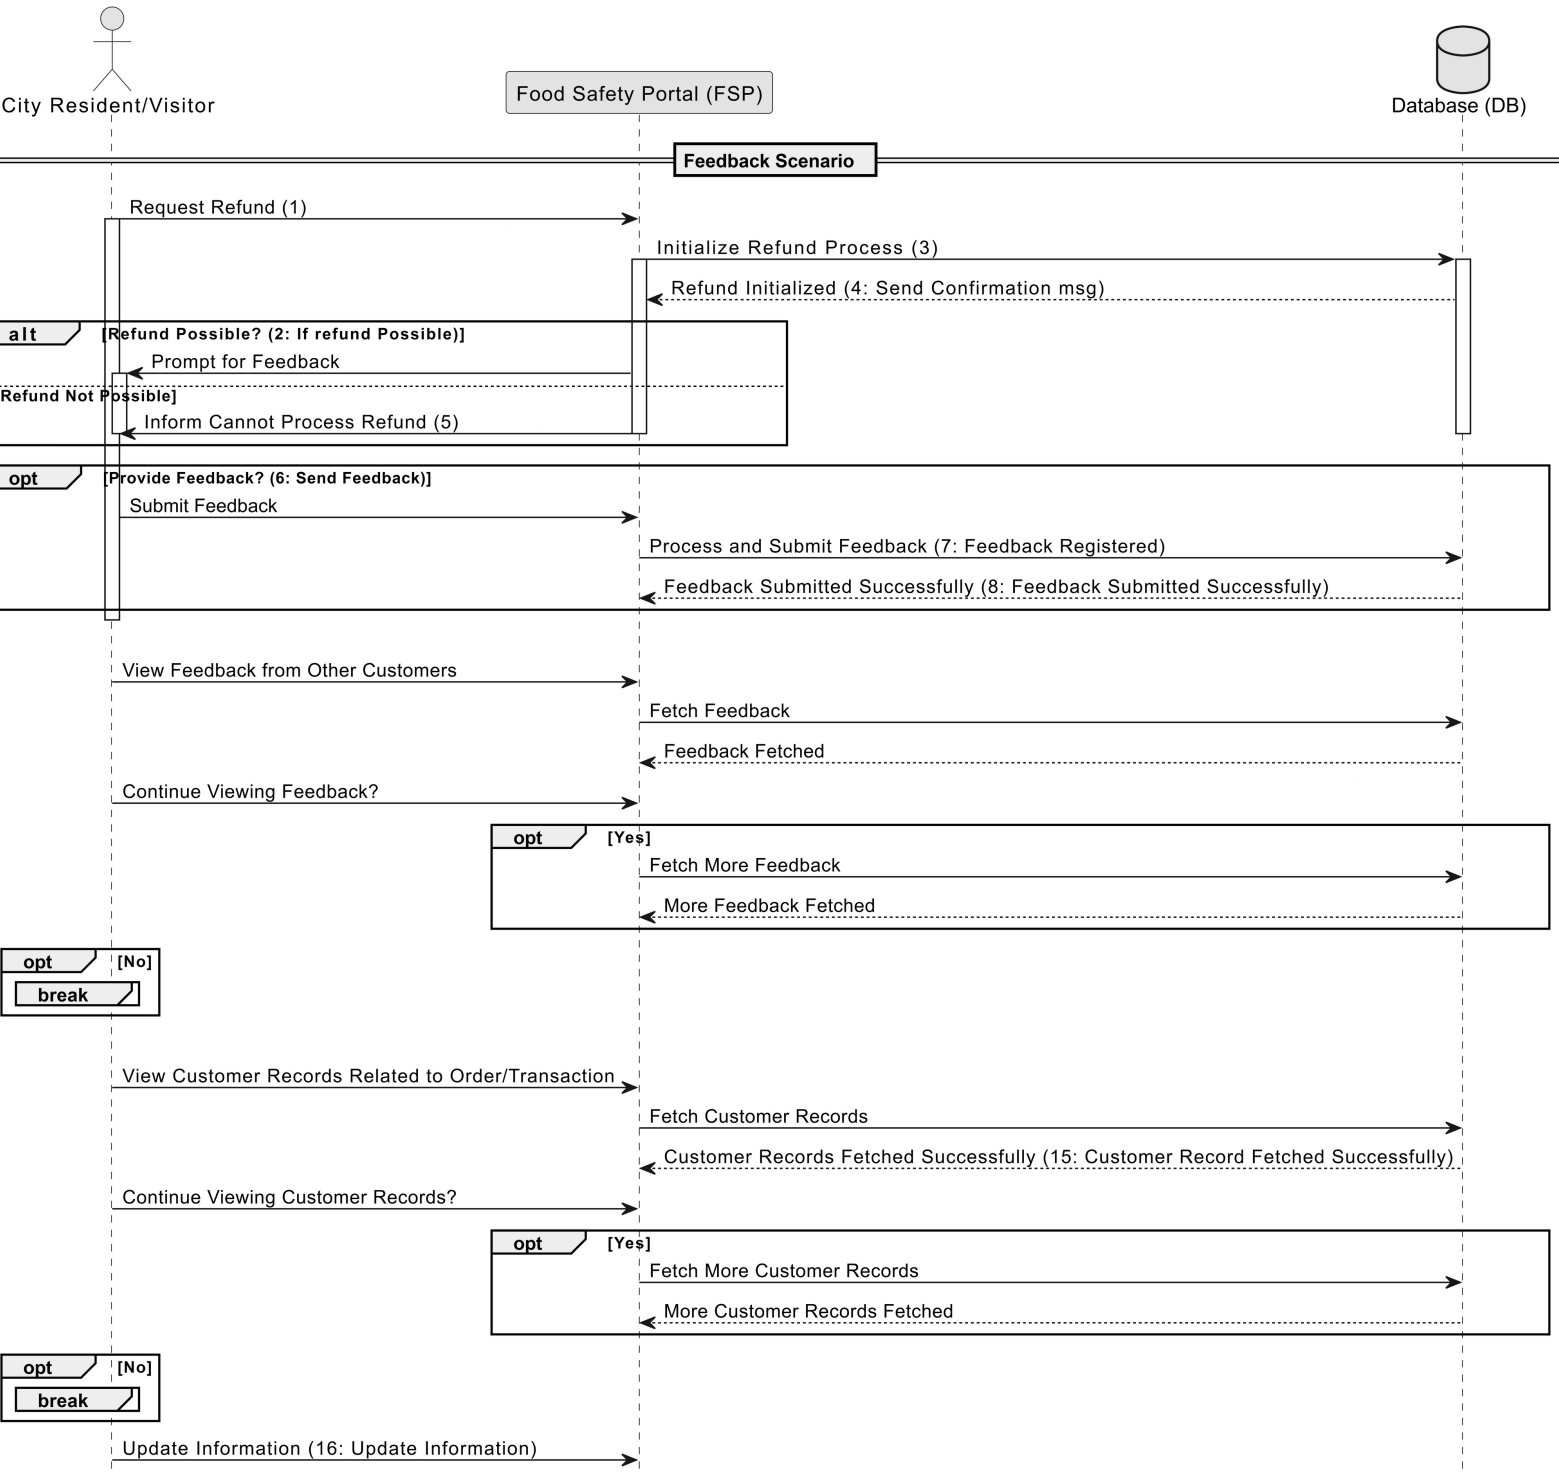 City Resident/Visitor
Food Safety Portal (FSP)
Database (DB)
Feedback Scenario
Request Refund (1)
Initialize Refund Process (3)
Refund Initialized (4: Send Confirmation msg)
alt [Refund Possible? (2: If refund Possible)]
Prompt for Feedback
Refund Not Possible]
Inform Cannot Process Refund (5)
opt [Provide Feedback? (6: Send Feedback)]
Submit Feedback
Process and Submit Feedback (7: Feedback Registered)
Feedback Submitted Successfully (8: Feedback Submitted Successfully)
View Feedback from Other Customers
Fetch Feedback
Feedback Fetched
Continue Viewing Feedback?
opt [Yes]
Fetch More Feedback
More Feedback Fetched
opt [No]
break
View Customer Records Related to Order/Transaction
Fetch Customer Records
Customer Records Fetched Successfully (15: Customer Record Fetched Successfully)
Continue Viewing Customer Records?
opt [Yes]
Fetch More Customer Records
More Customer Records Fetched
opt [No]
break
Update Information (16: Update Information)